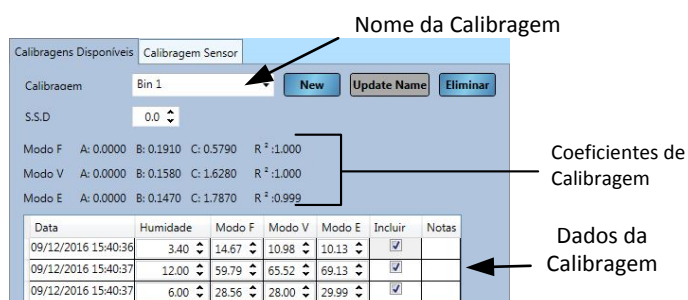 Nome da Calibragem
Calibragens Disponíveis Calibragem Sensor
Calibragem Bin 1 New Update Name Eliminar
S.S.D 0.0
Modo F A: 0.0000 B: 0.1910 C: 0.5790 R ² :1.000
Modo V A: 0.0000 B: 0.1580 C: 1.6280 R ² :1.000
Modo E A: 0.0000 B: 0.1470 C: 1.7870 R ² :0.999
Coeficientes de
Calibragem
Data Humidade Modo F Modo V Modo E Incluir Notas
09/12/2016 15:40:36 3.40 14.67 10.98 10.13
09/12/2016 15:40:37 12.00 59.79 65.52 69.13
09/12/2016 15:40:37 6.00 28.56 28.00 29.99
Dados da
Calibragem